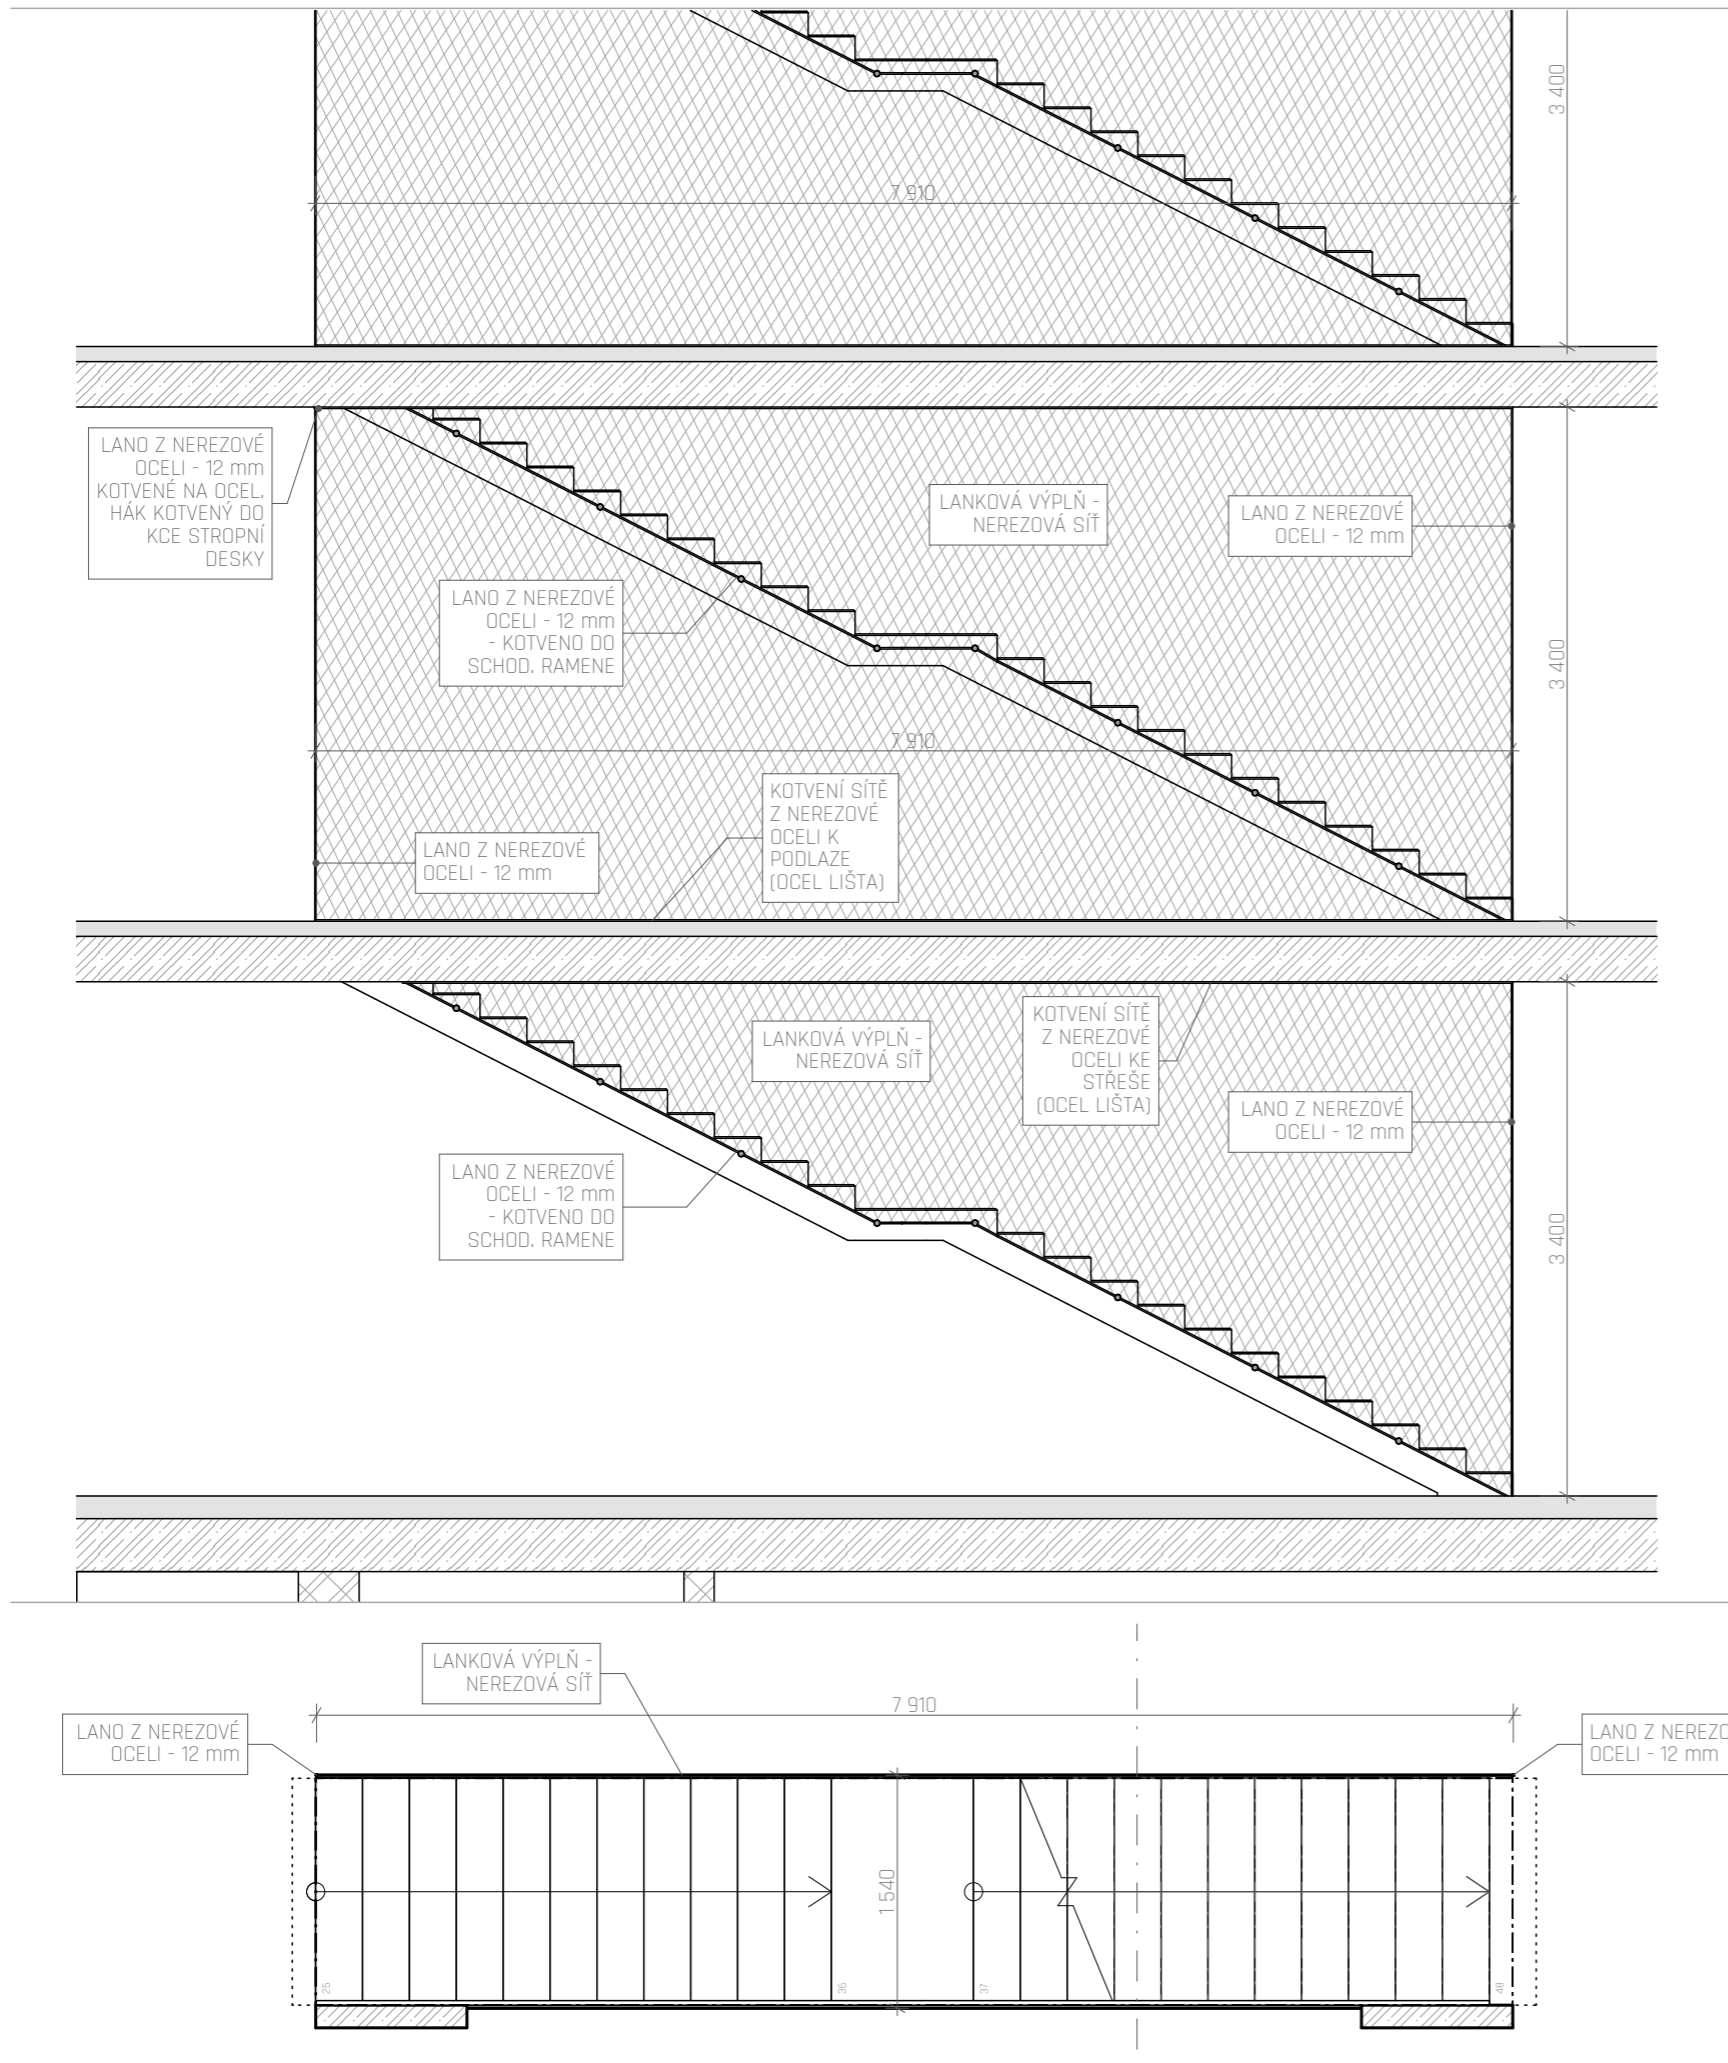 3 400
7 910
LANO Z NEREZOVÉ
OCELI - 12 mm
KOTVENÉ NA OCEL.
HÁK KOTVENÝ DO
KCE STROPNÍ
DESKY
LANKOVÁ VÝPLŇ -
NEREZOVÁ SÍŤ
LANO Z NEREZOVÉ
OCELI - 12 mm
LANO Z NEREZOVÉ
OCELI - 12 mm
- KOTVENO DO
SCHOD. RAMENE
3 400
7 910
KOTVENÍ SÍTĚ
Z NEREZOVÉ
OCELI K
PODLAZE
(OCEL LIŠTA)
LANO Z NEREZOVÉ
OCELI - 12 mm
LANKOVÁ VÝPLŇ -
NEREZOVÁ SÍŤ
KOTVENÍ SÍTĚ
Z NEREZOVÉ
OCELI KE
STŘEŠE
(OCEL LIŠTA)
LANO Z NEREZOVÉ
OCELI - 12 mm
LANO Z NEREZOVÉ
OCELI - 12 mm
- KOTVENO DO
SCHOD. RAMENE
3 400
LANKOVÁ VÝPLŇ -
NEREZOVÁ SÍŤ
7 910
LANO Z NEREZOVÉ
OCELI - 12 mm
LANO Z
OCELI - 12 mm
1 540
25
36
37
48